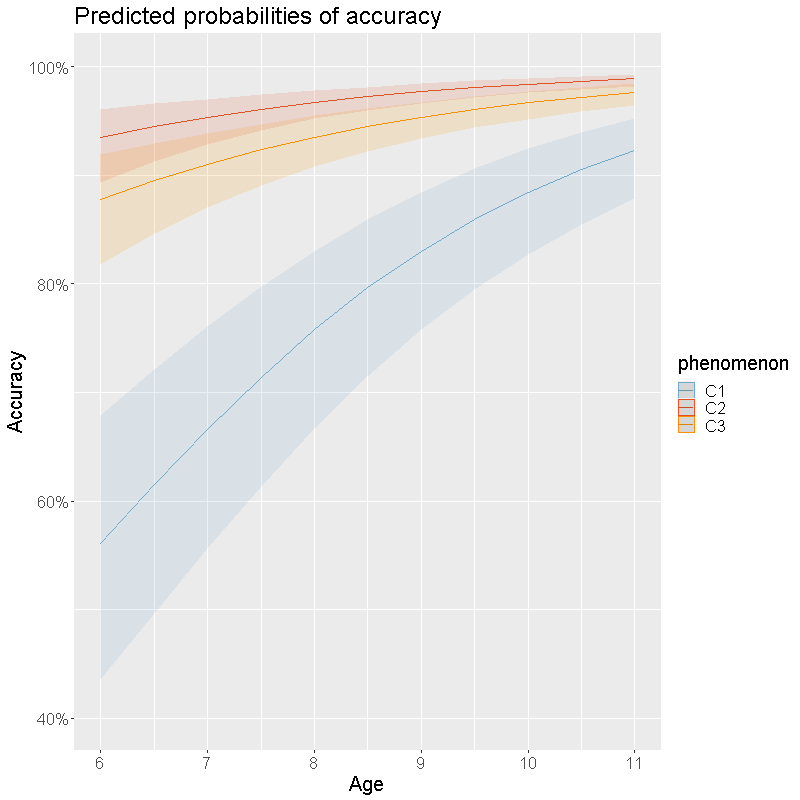 Predicted probabilities of accuracy
100%
80%
60%
40%
Accuracy
6 7 8 9 10 11
Age
phenomenon
C1
C2
C3